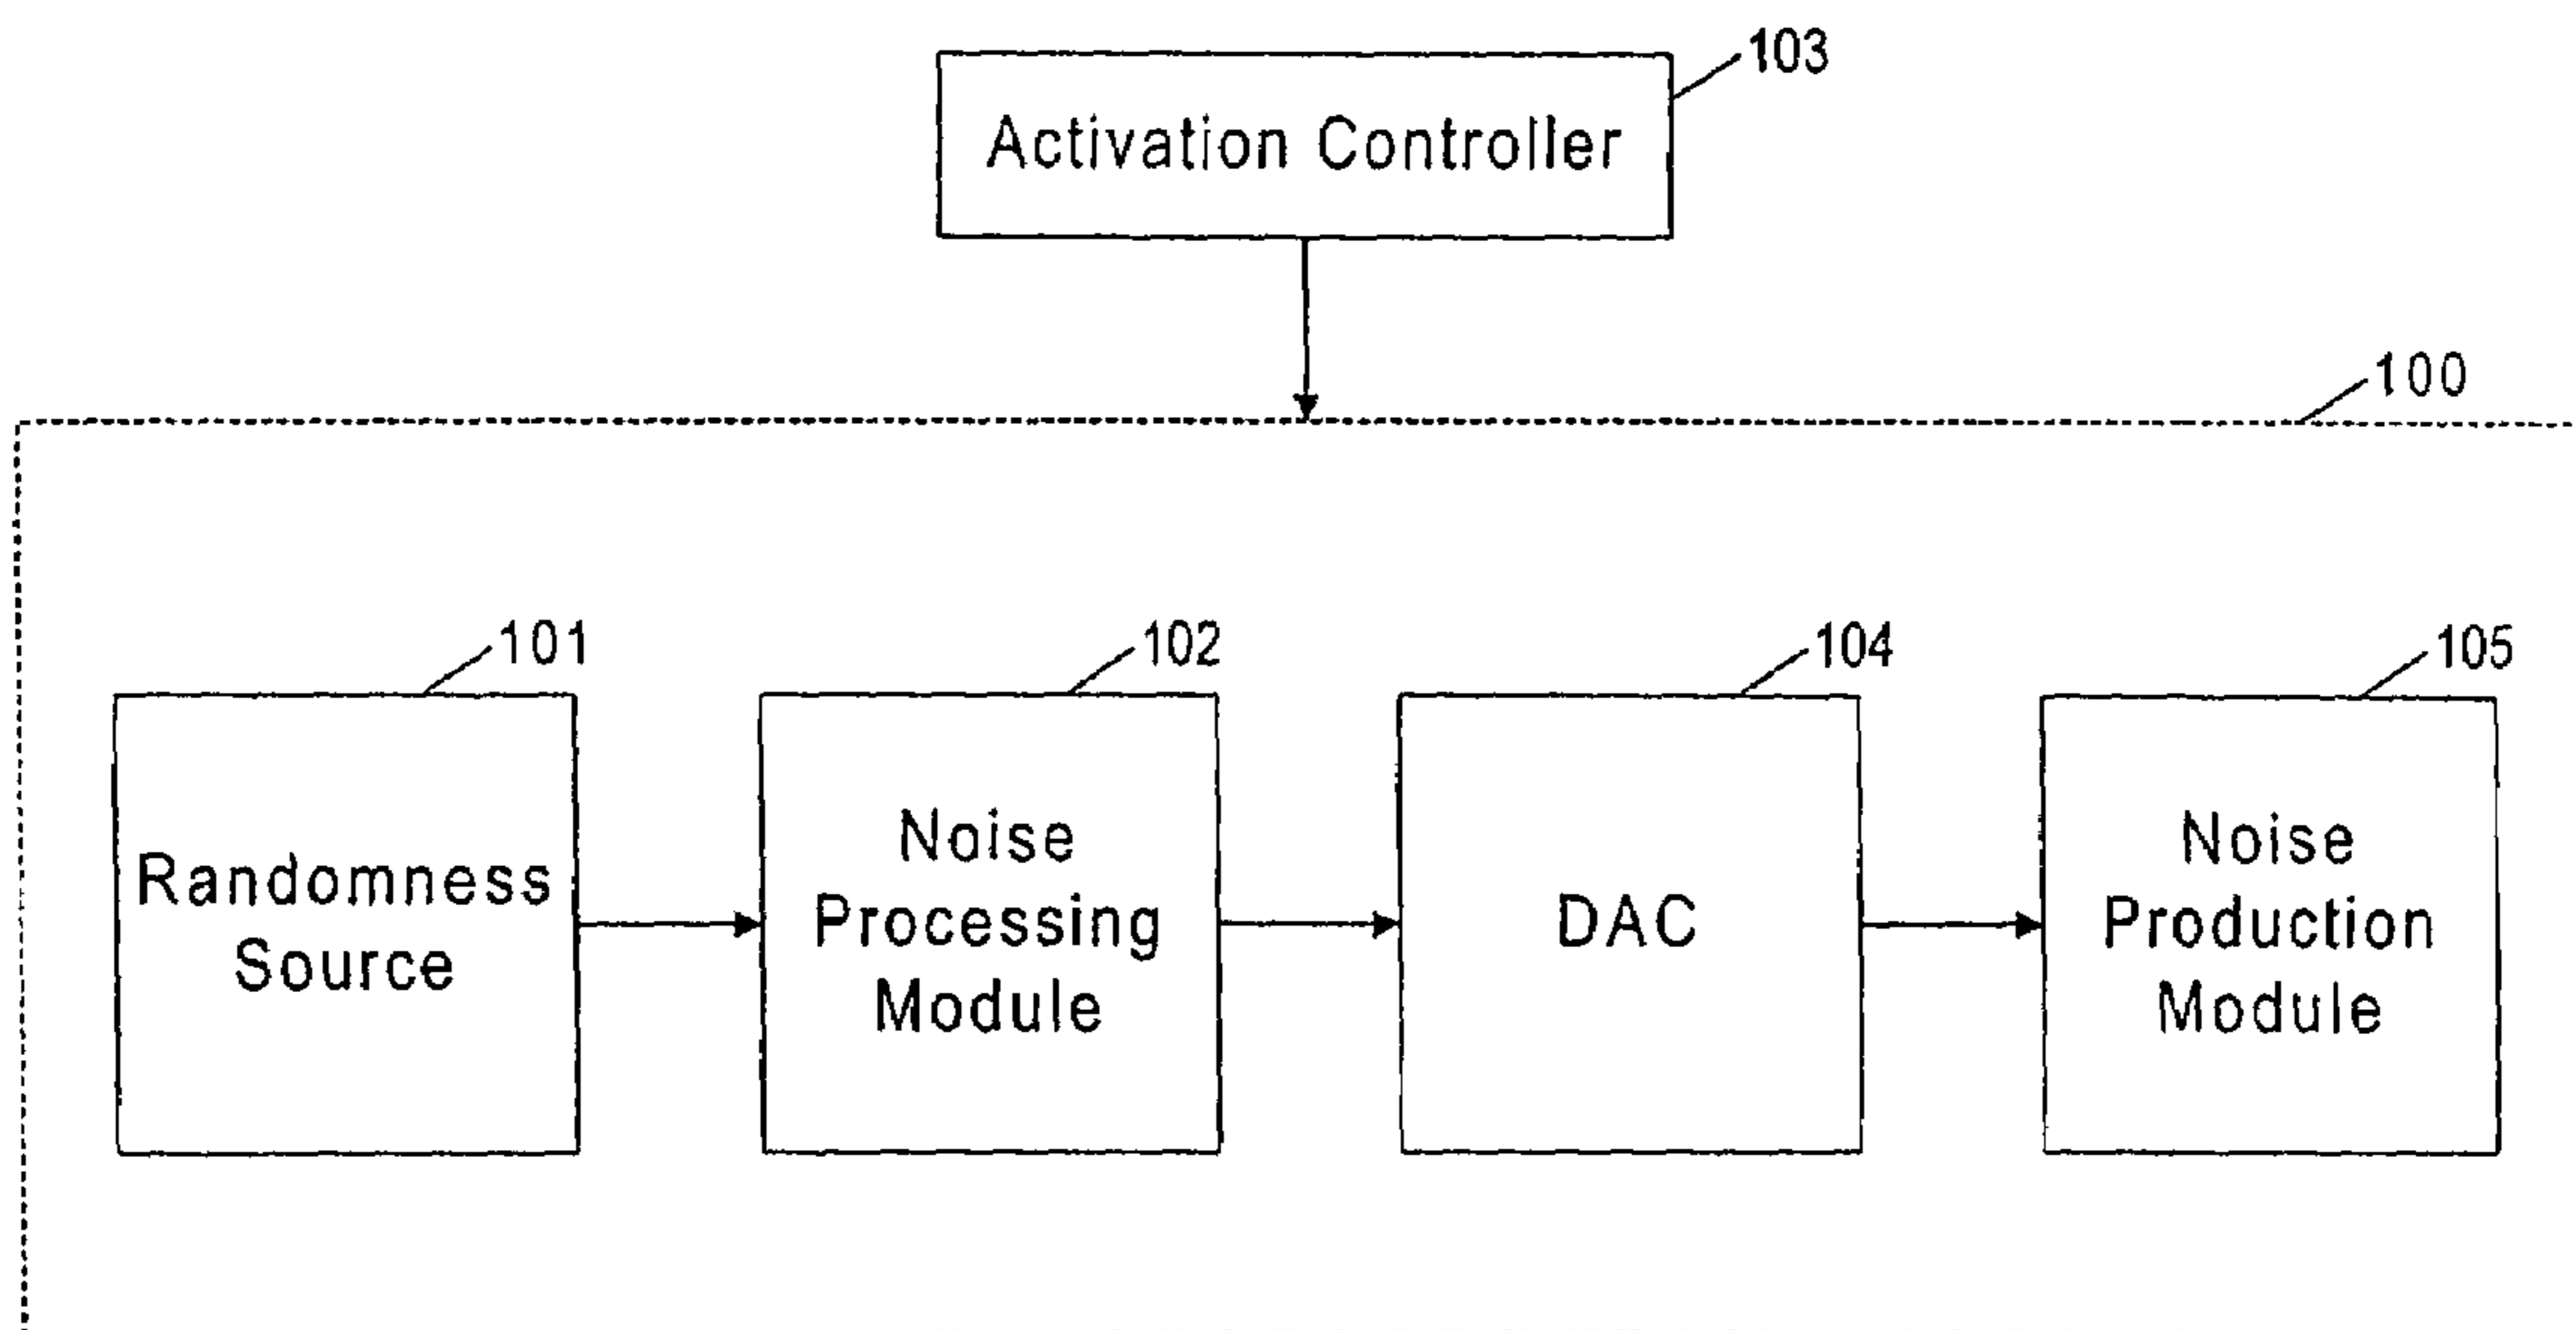 103
Activation Controller
100
101
102
104
105
Randomness
Source
Noise
Processing
Module
DAC
Noise
Production
Module